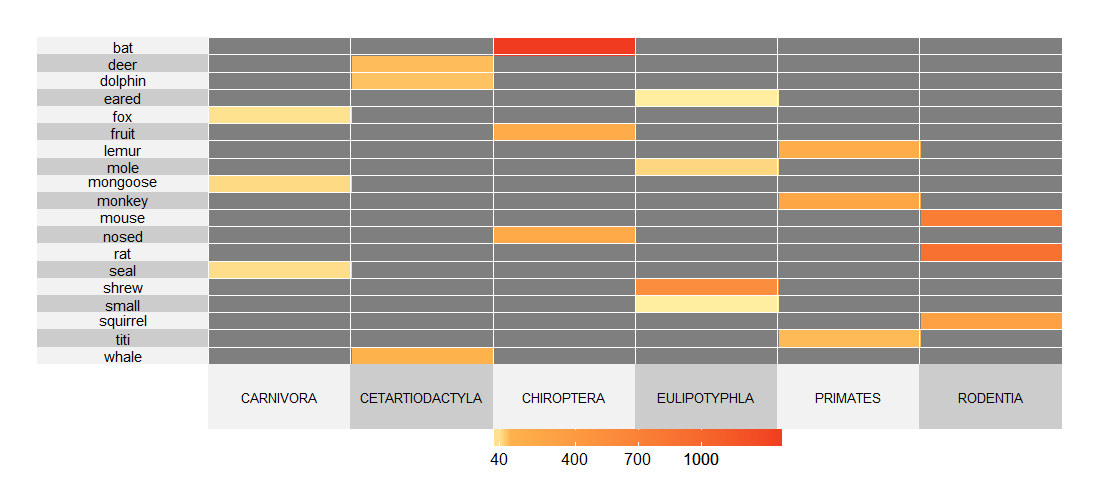 bat
deer
dolphin
eared
fox
fruit
lemur
mole
mongoose
monkey
mouse
nosed
rat
seal
shrew
small
squirrel
titi
whale
CARNIVORA CETARTIODACTYLA CHIROPTERA EULIPOTYPHLA PRIMATES RODENTIA
40 400 700 1000